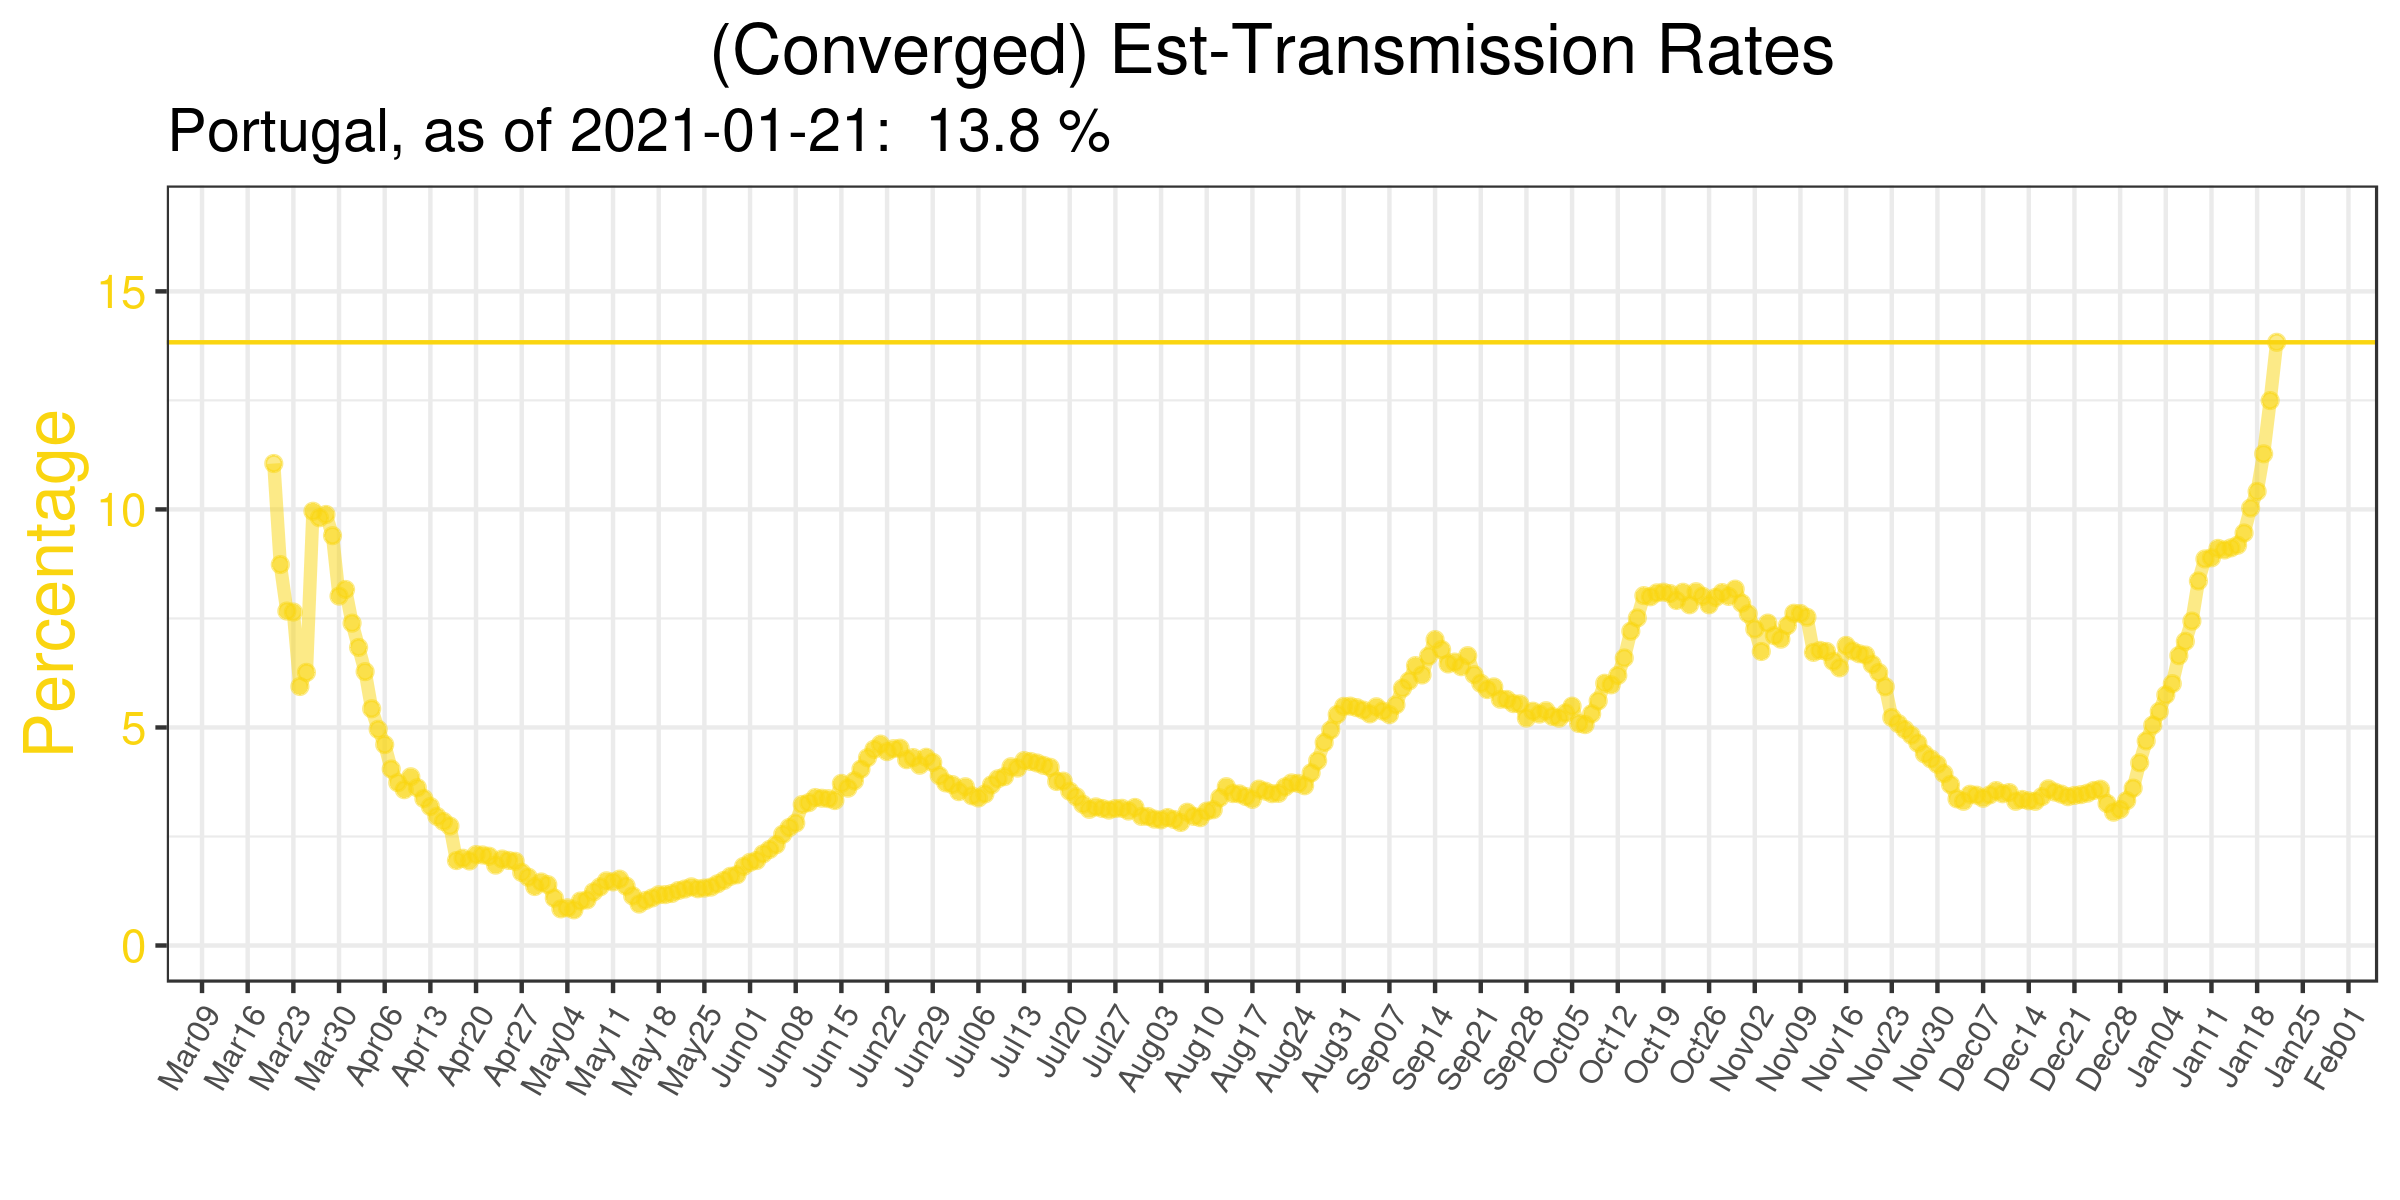 (Converged) Est-Transmission Rates
Portugal, as of 2021-01-21:  13.8 %
Percentage
15
10
5
0
Mar09
Mar16
Mar23
Mar30
Apr06
Apr13
Apr20
Apr27
May04
May11
May18
May25
Jun01
Jun08
Jun15
Jun22
Jun29
Jul06
Jul13
Jul20
Jul27
Aug03
Aug10
Aug17
Aug24
Aug31
Sep07
Sep14
Sep21
Sep28
Oct05
Oct12
Oct19
Oct26
Nov02
Nov09
Nov16
Nov23
Nov30
Dec07
Dec14
Dec21
Dec28
Jan04
Jan11
Jan18
Jan25
Feb01